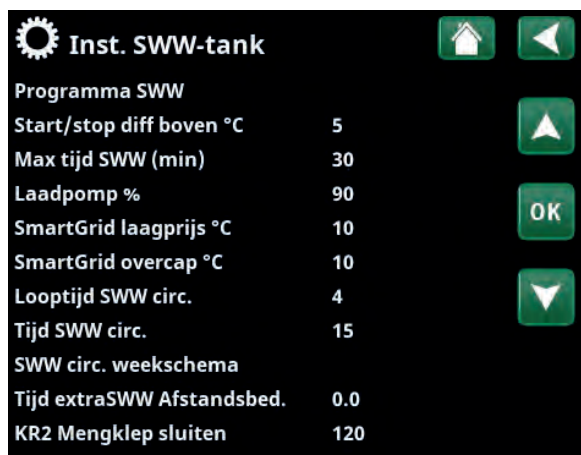 Inst. SWW-tank
Programma SWW
Start/stop diff boven °C 5
Max tijd SWW (min) 30
Laadpomp % 90
OK
SmartGrid laagprijs °C 10
SmartGrid overcap °C 10
Looptijd SWW circ. 4
Tijd SWW circ. 15
SWW circ. weekschema
Tijd extraSWW Afstandsbed. 0.0
KR2 Mengklep sluiten 120